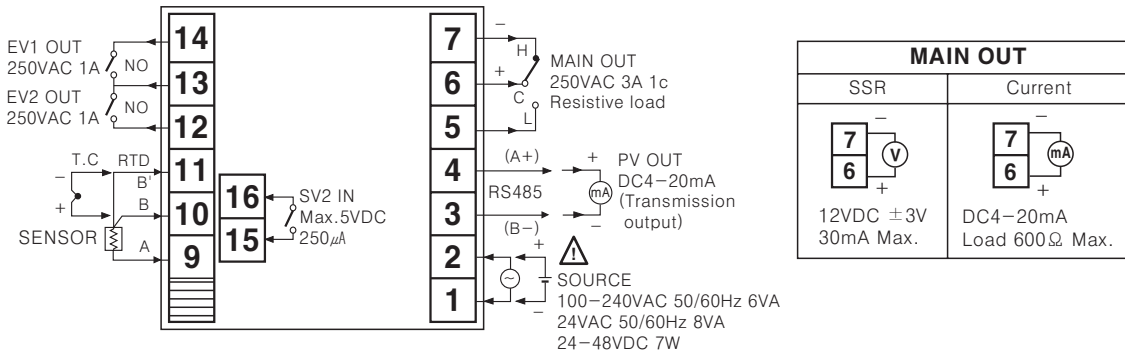 EV1 OUT
250VAC 1A
NO
EV2 OUT
250VAC 1A
NO
14
13
12
T.C
RTD
−
+
B'
B
A
SENSOR
11
10
9
16
15
SV2 IN
Max.5VDC
250㎂
7
6
5
4
3
2
1
−
H
+
C
L
MAIN OUT
250VAC 3A 1c
Resistive load
(A+)
RS485
(B−)
+
mA
−
PV OUT
DC4−20mA
(Transmission
output)
~
+
−
!
SOURCE
100−240VAC 50/60Hz 6VA
24VAC 50/60Hz 8VA
24−48VDC 7W
MAIN OUT
SSR
Current
7
6
−
V
+
12VDC ±3V
30mA Max.
7
6
−
mA
+
DC4−20mA
Load 600Ω Max.